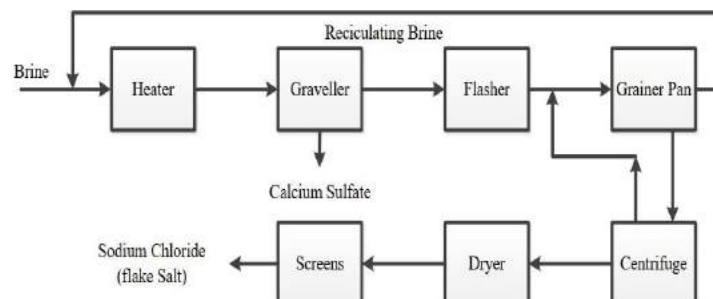 Reciculating Brine
Brine
Heater
Graveller
Flasher
Grainer Pan
Calcium Sulfate
Sodium Chloride
(flake Salt)
Screens
Dryer
Centrifuge